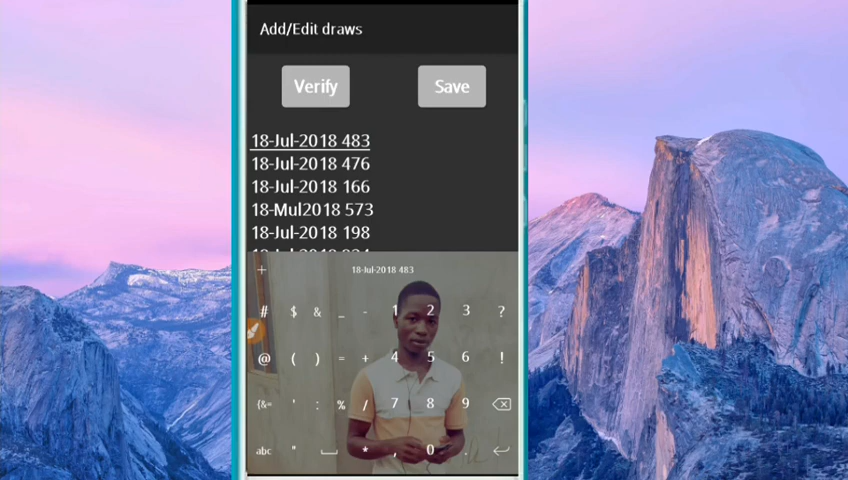 Add/Edit draws
Verify Save
18-Jul-2018 483
18-Jul-2018 476
18-Jul-2018 166
18-Mul2018 573
18-Jul-2018 198
+ 18-Jul-2018 483
# $ & _ - 1 2 3 ?
@ ( ) = + 4 5 6 !
{&= ' : % / 7 8 9
abc " * , 0 .